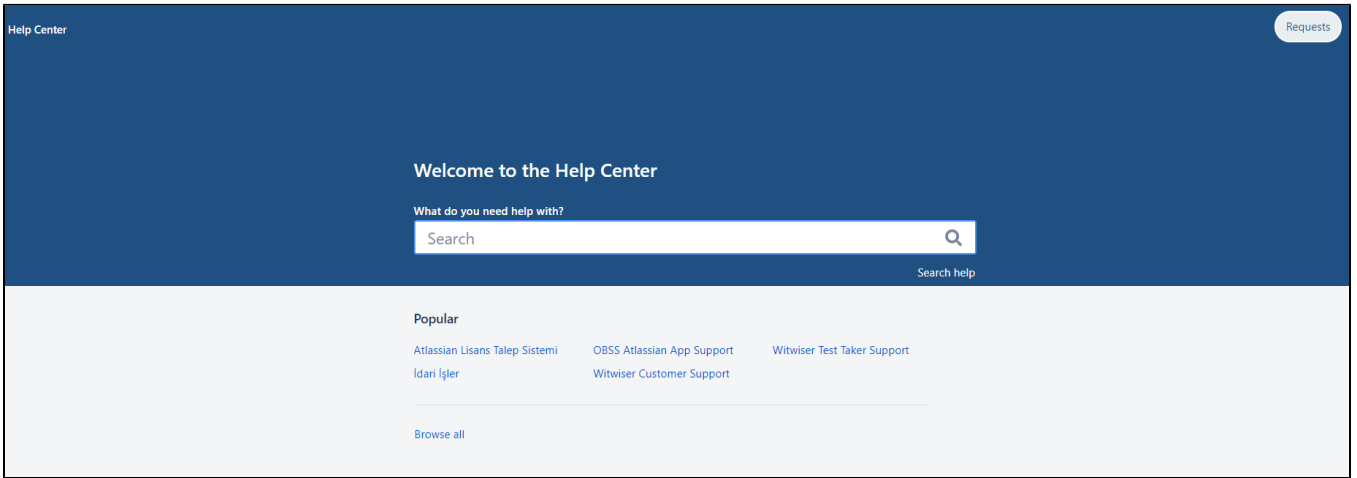 Help Center
Requests
Welcome to the Help Center
What do you need help with?
Search
Search help
Popular
Atlassian Lisans Talep Sistemi OBSS Atlassian App Support Witwiser Test Taker Support
İdari İşler Witwiser Customer Support
Browse all